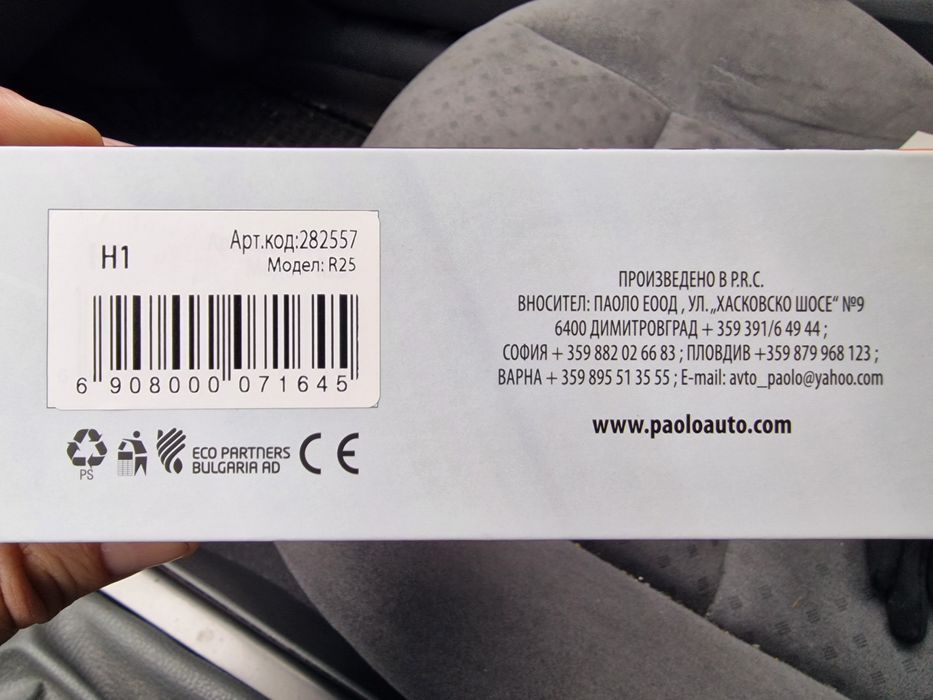 H1
Арт.код:282557
Модел: R25
6 908000 071645
PS
ECO PARTNERS
BULGARIA AD
CE
ПРОИЗВЕДЕНО В P.R.C.
ВНОСИТЕЛ: ПАОЛО ЕООД , УЛ. „ХАСКОВСКО ШОСЕ“ №9
6400 ДИМИТРОВГРАД + 359 391/6 49 44 ;
СОФИЯ + 359 882 02 66 83 ; ПЛОВДИВ +359 879 968 123 ;
ВАРНА + 359 895 51 35 55 ; E-mail: avto_paolo@yahoo.com
www.paoloauto.com